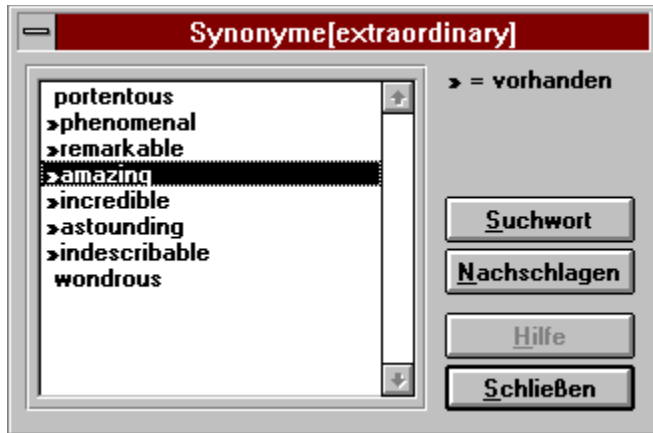 Synonyme[extraordinary]
portentous
»phenomenal
»remarkable
»amazing
»incredible
»astounding
»indescribable
wondrous
» = vorhanden
Suchwort
Nachschlagen
Hilfe
Schließen